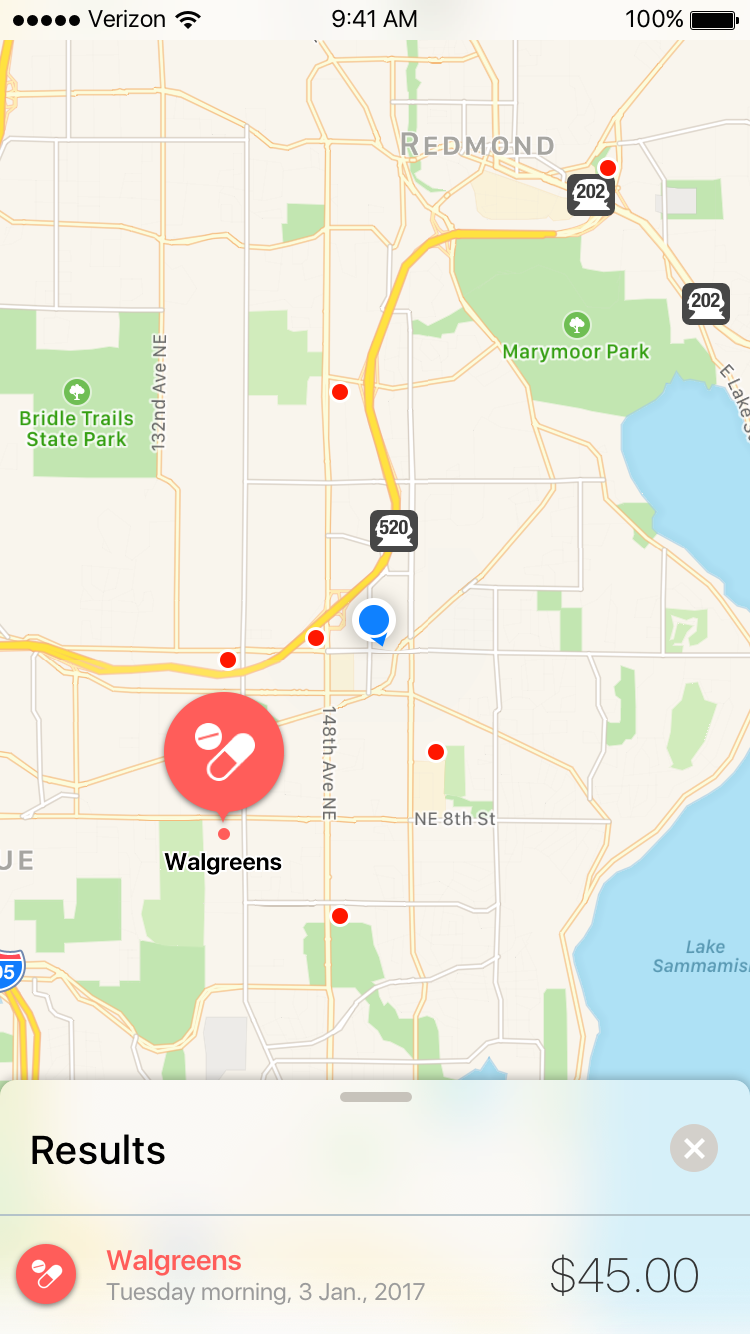 Verizon 9:41 AM 100%
REDMOND
202
202
Marymoor Park
132nd Ave NE
Bridle Trails
State Park
E Lake S
520
148th Ave NE
NE 8th St
UE
Walgreens
Lake
Sammamis
95
Results
Walgreens
Tuesday morning, 3 Jan., 2017
$45.00